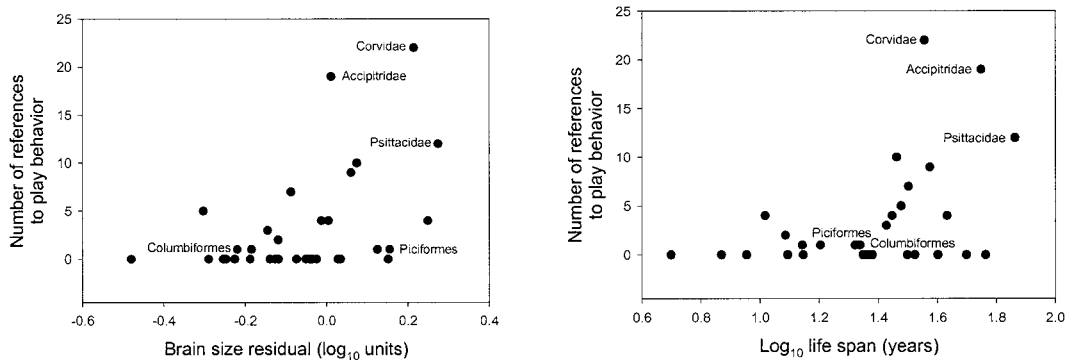 Number of references
to play behavior
25
20
15
10
5
0
Corvidae
Accipitridae
Psittacidae
Columbiformes
Piciformes
-0.6
-0.4
-0.2
0.0
0.2
0.4
Brain size residual (log10 units)
Number of references
to play behavior
25
20
15
10
5
0
Corvidae
Accipitridae
Psittacidae
Piciformes
Columbiformes
0.6
0.8
1.0
1.2
1.4
1.6
1.8
2.0
Log10 life span (years)